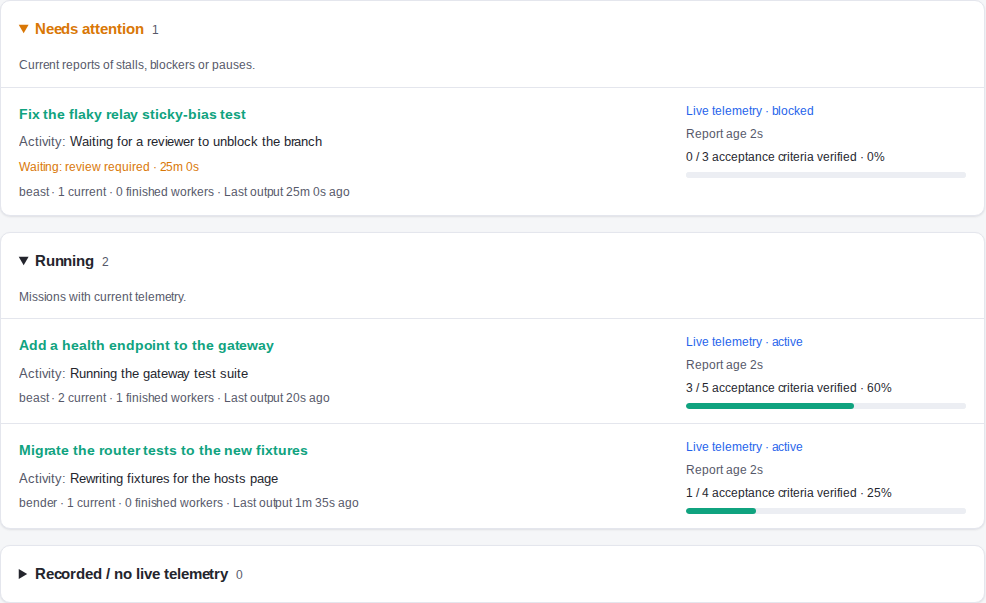 Needs attention 1
Current reports of stalls, blockers or pauses.
Fix the flaky relay sticky-bias test
Activity: Waiting for a reviewer to unblock the branch
Waiting: review required · 25m 0s
beast · 1 current · 0 finished workers · Last output 25m 0s ago
Live telemetry · blocked
Report age 2s
0 / 3 acceptance criteria verified · 0%
Running 2
Missions with current telemetry.
Add a health endpoint to the gateway
Activity: Running the gateway test suite
beast · 2 current · 1 finished workers · Last output 20s ago
Live telemetry · active
Report age 2s
3 / 5 acceptance criteria verified · 60%
Migrate the router tests to the new fixtures
Activity: Rewriting fixtures for the hosts page
bender · 1 current · 0 finished workers · Last output 1m 35s ago
Live telemetry · active
Report age 2s
1 / 4 acceptance criteria verified · 25%
Recorded / no live telemetry 0